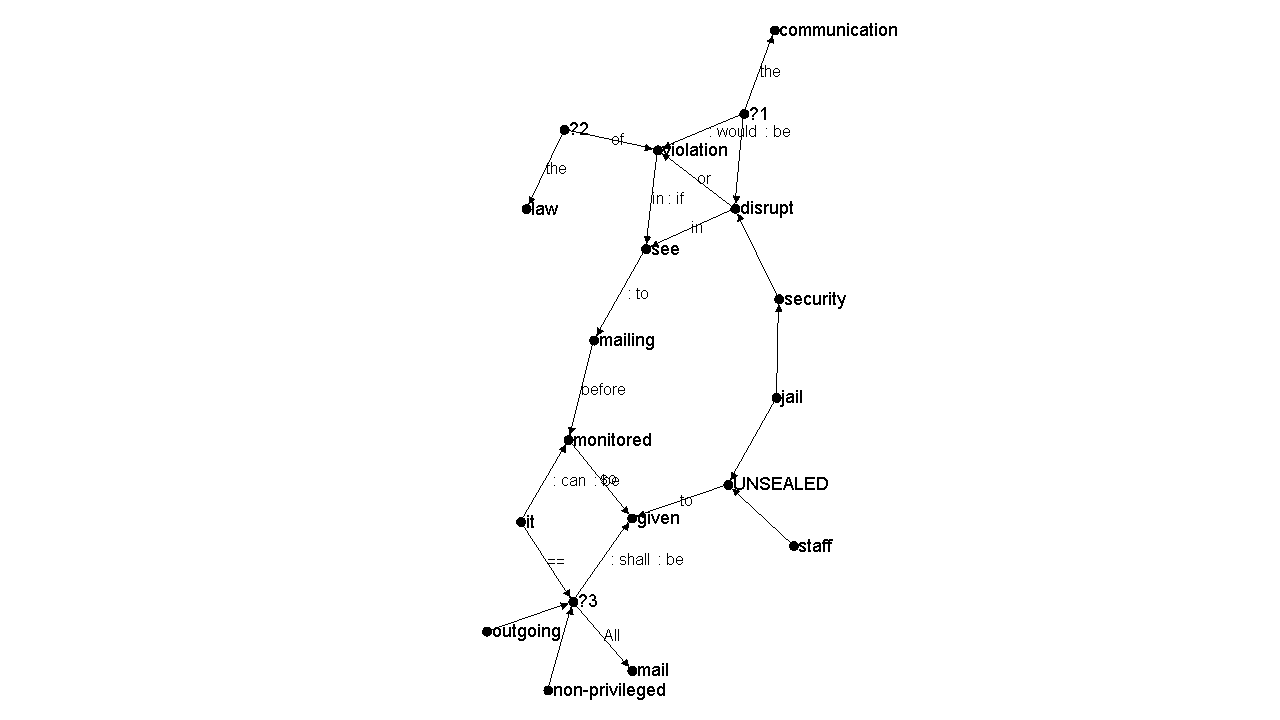 communication
the
?1
?2
of
: would : be
violation
the
or
in : if
law
disrupt
in
see
: to
security
mailing
before
jail
monitored
: can : be
so
UNSEALED
to
it
given
staff
==
: shall : be
?3
outgoing
All
mail
non-privileged